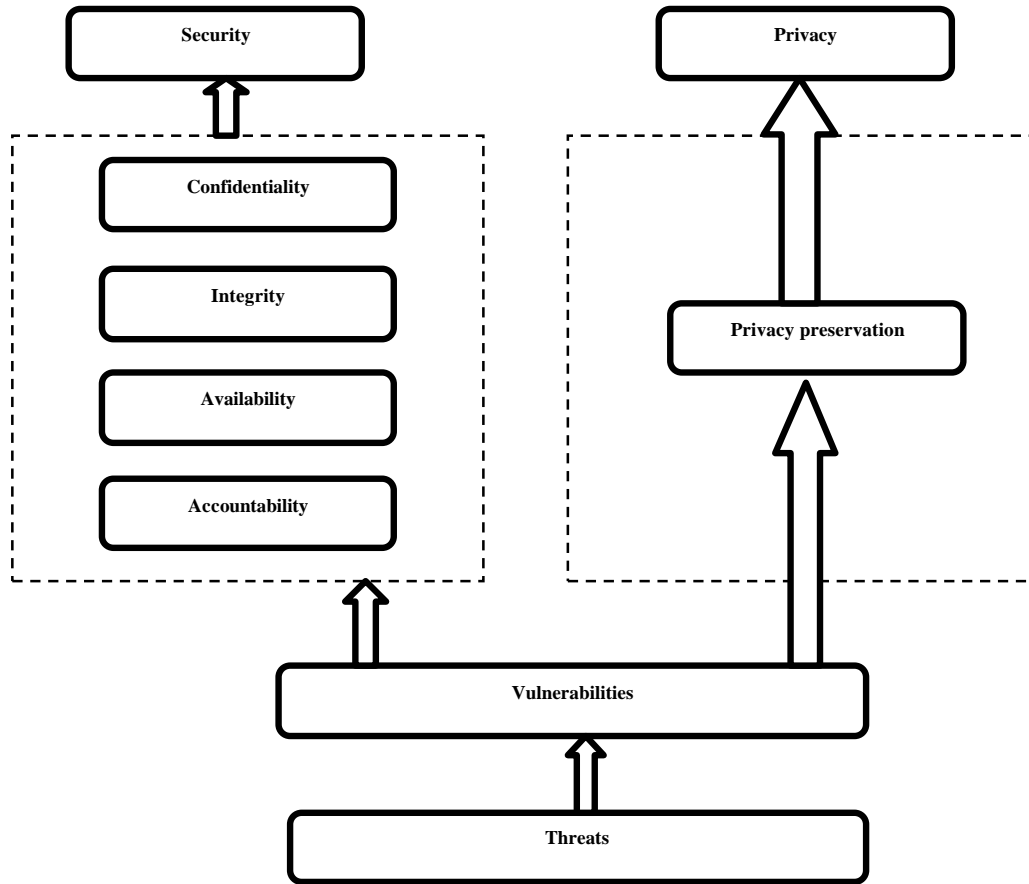 Security
Privacy
Confidentiality
Integrity
Privacy preservation
Availability
Accountability
Vulnerabilities
Threats